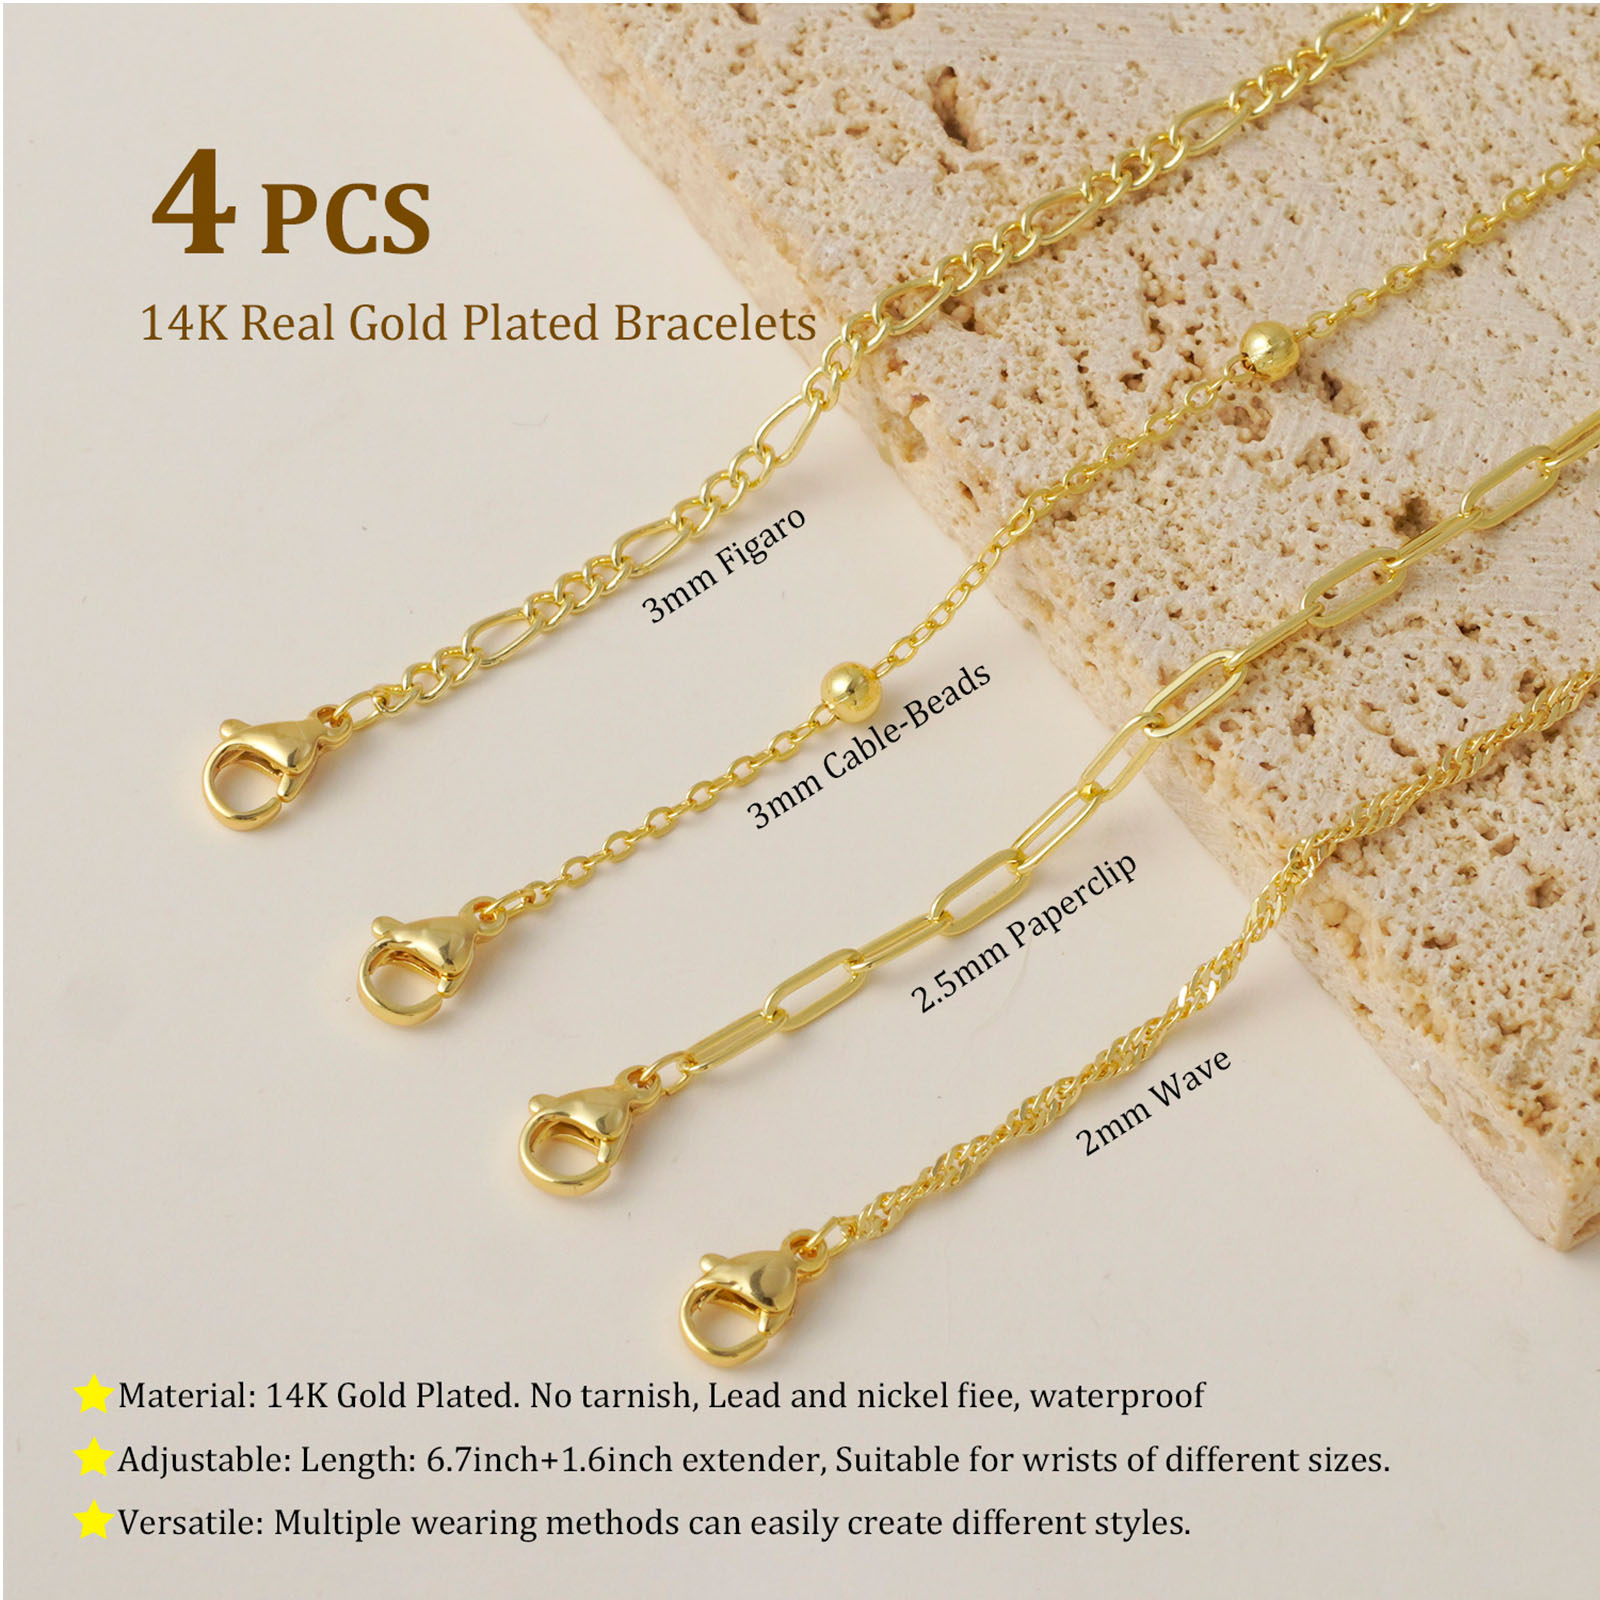 4 PCS
14K Real Gold Plated Bracelets
3mm Figaro
3mm Cable-Beads
2.5mm Paperclip
2mm Wave
Material: 14K Gold Plated. No tarnish, Lead and nickel fiee, waterproof
Adjustable: Length: 6.7inch+1.6inch extender, Suitable for wrists of different sizes.
Versatile: Multiple wearing methods can easily create different styles.